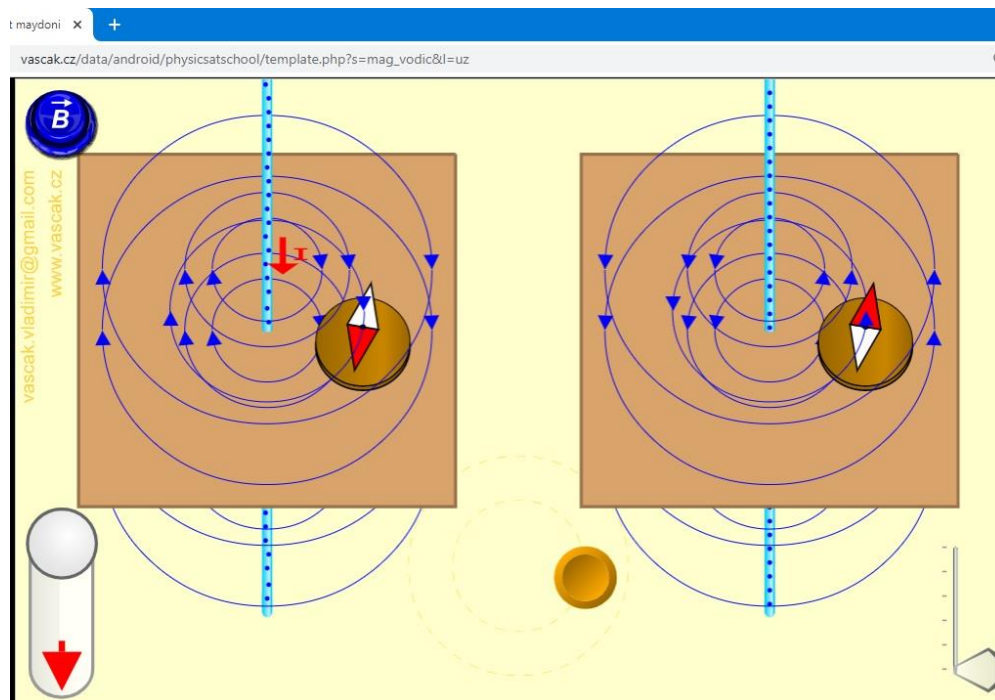 t maydoni
vascak.cz/data/android/physicsatschool/template.php?s=mag_vodic&l=uz
B
vascak.vladimir@gmail.com
www.vascak.cz
I